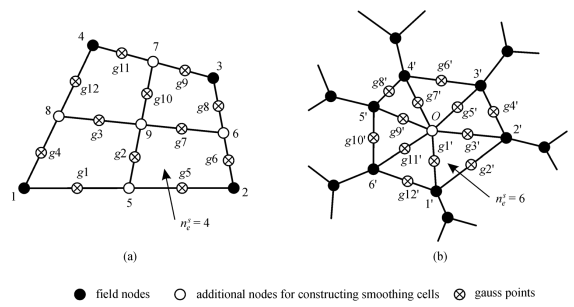 4
7
g11
g9
3
g12
g10
g8
8
g3
9
g7
6
g4
g2
g6
g1
g5
1
5
2
n_e^s = 4
(a)
4'
g6'
3'
g8'
g7'
5'
O
g5'
g4'
g9'
2'
g10'
g1'
g3'
g11'
g2'
6'
g12'
1'
n_e^s = 6
(b)
field nodes
additional nodes for constructing smoothing cells
gauss points